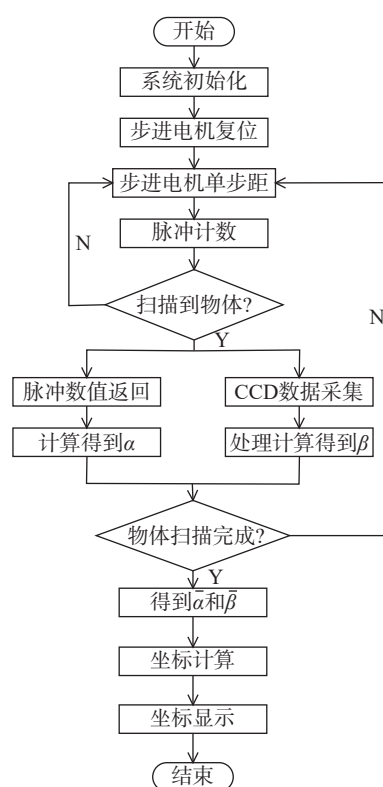 开始
系统初始化
步进电机复位
步进电机单步距
N
脉冲计数
扫描到物体?
N
Y
脉冲数值返回
CCD数据采集
计算得到α
处理计算得到β
物体扫描完成?
Y
得到ᾱ和β̄
坐标计算
坐标显示
结束